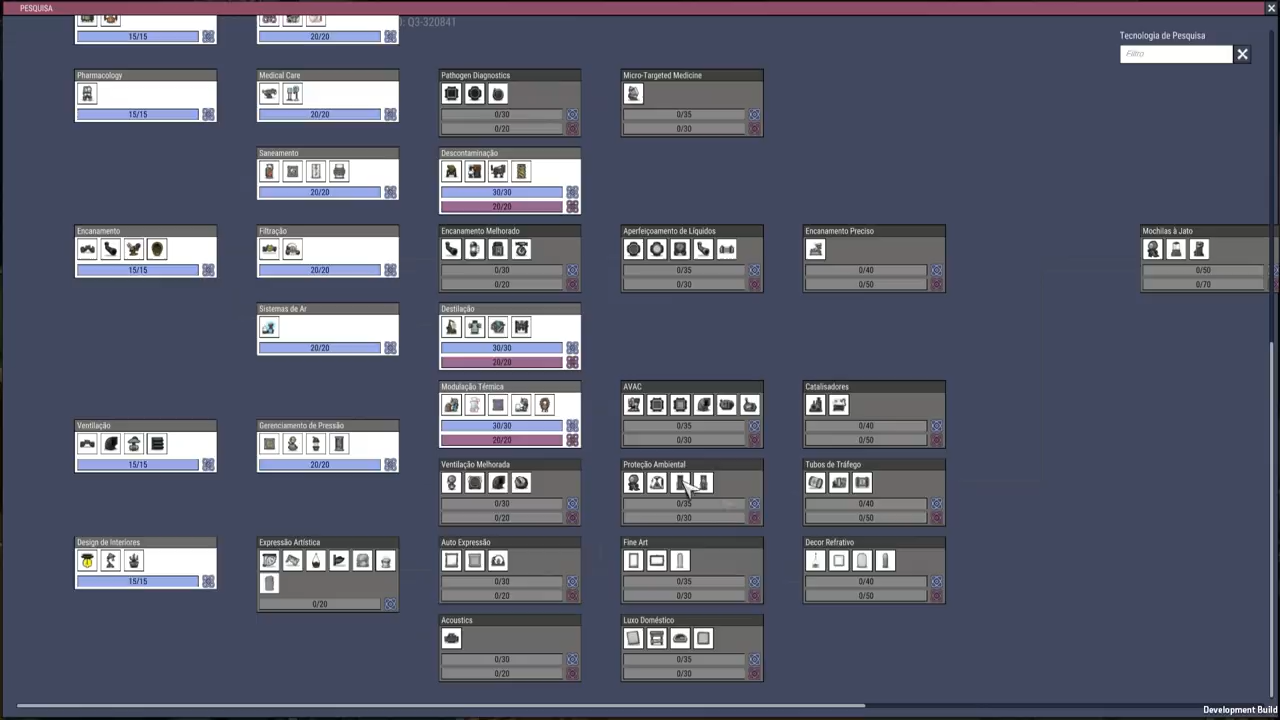 PESQUISA
: Q3-320841
Tecnologia de Pesquisa
Filtro
15/15
20/20
Pharmacology
Medical Care
Pathogen Diagnostics
Micro-Targeted Medicine
15/15
20/20
0/30
0/35
0/20
0/30
Saneamento
Descontaminação
20/20
30/30
20/20
Encanamento
Filtração
Encanamento Melhorado
Aperfeiçoamento de Líquidos
Encanamento Preciso
Mochilas à Jato
15/15
20/20
0/30
0/35
0/40
0/50
0/20
0/30
0/50
0/70
Sistemas de Ar
Destilação
20/20
30/30
20/20
Modulação Térmica
AVAC
Catalisadores
30/30
0/35
0/40
20/20
0/30
0/50
Ventilação
Gerenciamento de Pressão
15/15
20/20
Ventilação Melhorada
Proteção Ambiental
Tubos de Tráfego
0/30
0/35
0/40
0/20
0/30
0/50
Design de Interiores
Expressão Artística
Auto Expressão
Fine Art
Decor Refrativo
15/15
0/20
0/30
0/35
0/40
0/20
0/30
0/50
Acoustics
Luxo Doméstico
0/30
0/35
0/20
0/30
Development Build